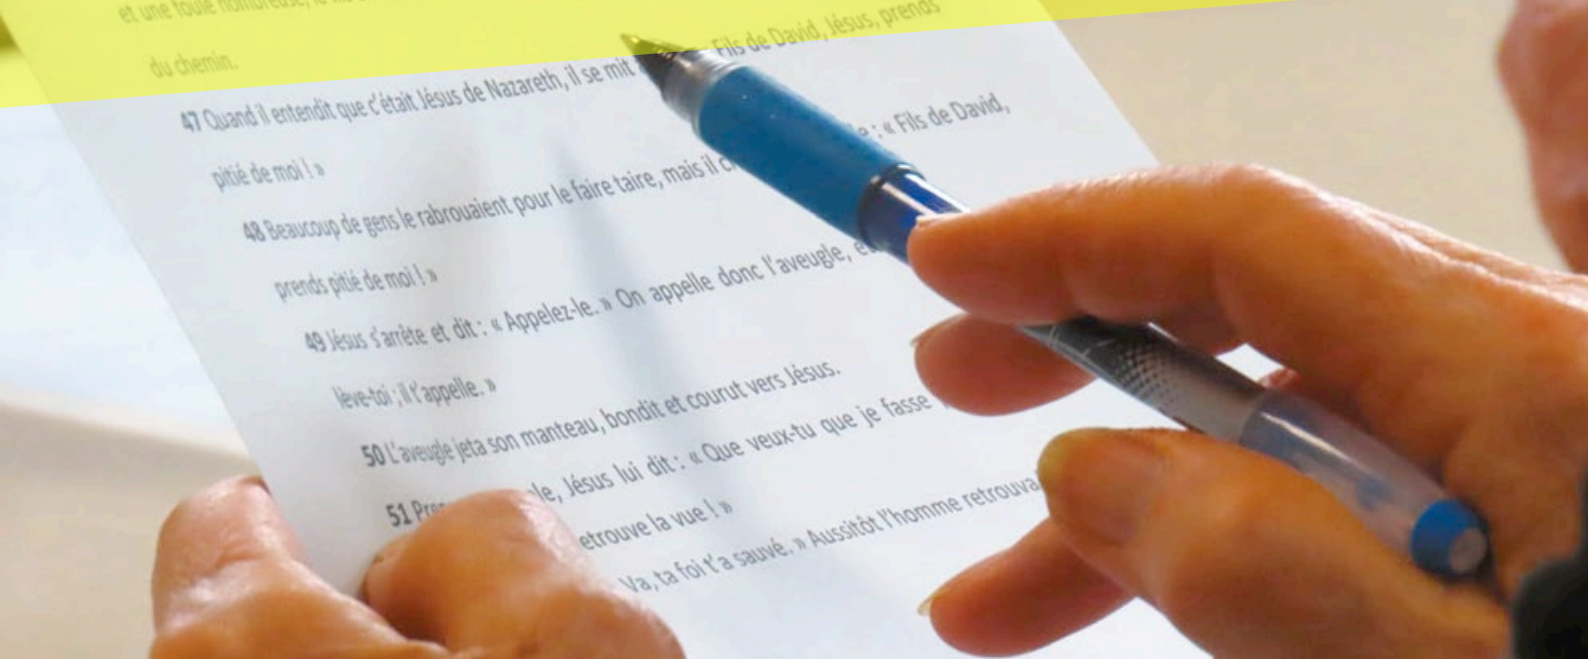 et une foule nombreuse, le
du chemin.
47 Quand il entendit que c'était Jésus de Nazareth, il se mit Fils de David, Jésus, prends
pitié de moi ! »
48 Beaucoup de gens le rabrouaient pour le faire taire, mais il : « Fils de David,
prends pitié de moi ! »
49 Jésus s'arrête et dit : « Appelez-le. » On appelle donc l'aveugle,
lève-toi ; il t'appelle. »
50 L'aveugle jeta son manteau, bondit et courut vers Jésus.
51 Jésus lui dit : « Que veux-tu que je fasse
etrouve la vue ! »
Va, ta foi t'a sauvé. » Aussitôt l'homme retrouva